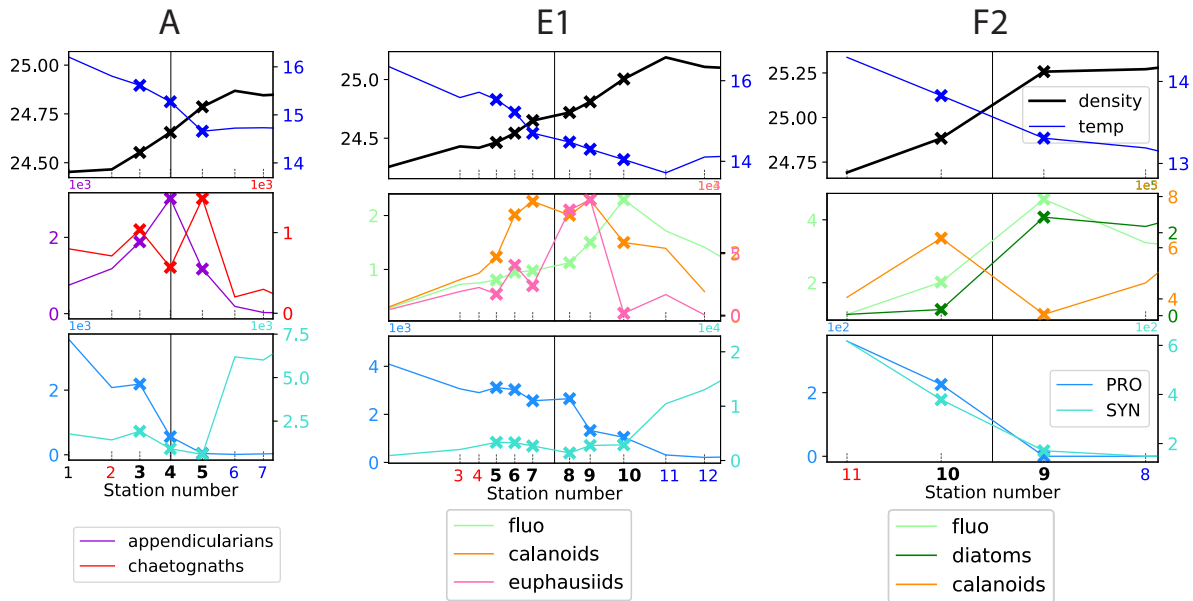 A E1 F2
25.00
24.75
24.50
16
15
14
25.0
24.5
16
14
25.25
25.00
24.75
14
13
density
temp
1e3 1e3
2
0
1
0
1e4
2
1
0
1e5
4
2
8
6
4
2
0
1e3 1e3
2
0
7.5
5.0
2.5
1e3 1e4
4
2
0
2
1
0
1e2 1e2
2
0
6
4
2
PRO
SYN
1 2 3 4 5 6 7
Station number
3 4 5 6 7 8 9 10 11 12
Station number
11 10 9 8
Station number
appendicularians
chaetognaths
fluo
calanoids
euphausiids
fluo
diatoms
calanoids